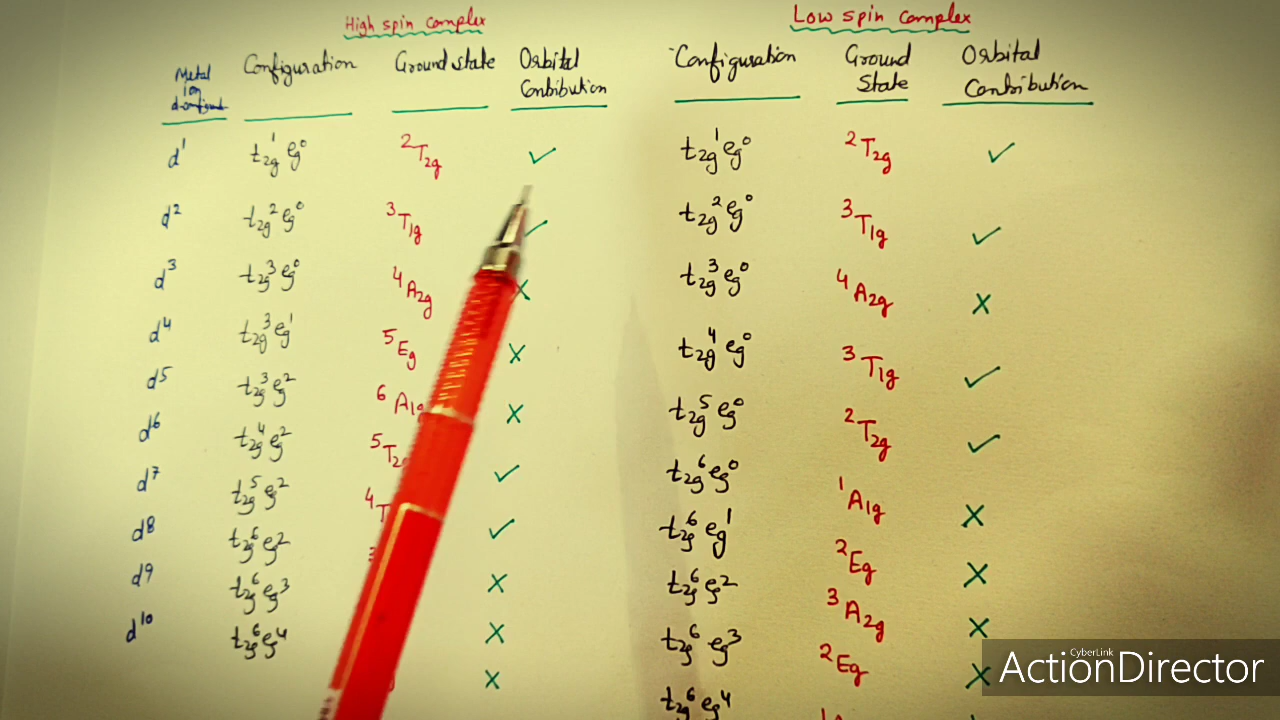 High spin complex Low spin complex
Metal ion Configuration Ground state Orbital Contribution Configuration Ground State Orbital Contribution
d¹ t₂g¹ eg⁰ ²T₂g ✓ t₂g¹ eg⁰ ²T₂g ✓
d² t₂g² eg⁰ ³T₁g ✓ t₂g² eg⁰ ³T₁g ✓
d³ t₂g³ eg⁰ ⁴A₂g X t₂g³ eg⁰ ⁴A₂g X
d⁴ t₂g³ eg¹ ⁵Eg X t₂g⁴ eg⁰ ³T₁g ✓
d⁵ t₂g³ eg² ⁶A₁g X t₂g⁵ eg⁰ ²T₂g ✓
d⁶ t₂g⁴ eg² ⁵T₂g ✓ t₂g⁶ eg⁰ ¹A₁g X
d⁷ t₂g⁵ eg² ⁴T ✓ t₂g⁶ eg¹ ²Eg X
d⁸ t₂g⁶ eg² X t₂g⁶ eg² ³A₂g X
d⁹ t₂g⁶ eg³ X t₂g⁶ eg³ ²Eg X
d¹⁰ t₂g⁶ eg⁴ X t₂g⁶ eg⁴
CyberLink
ActionDirector